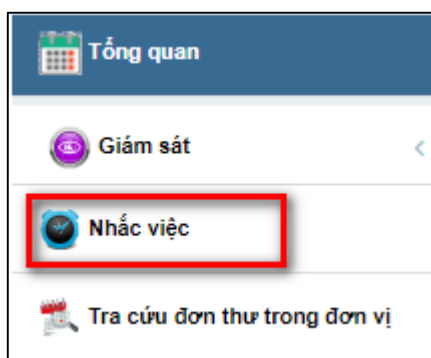 Tổng quan
Giám sát
Nhắc việc
Tra cứu đơn thư trong đơn vị